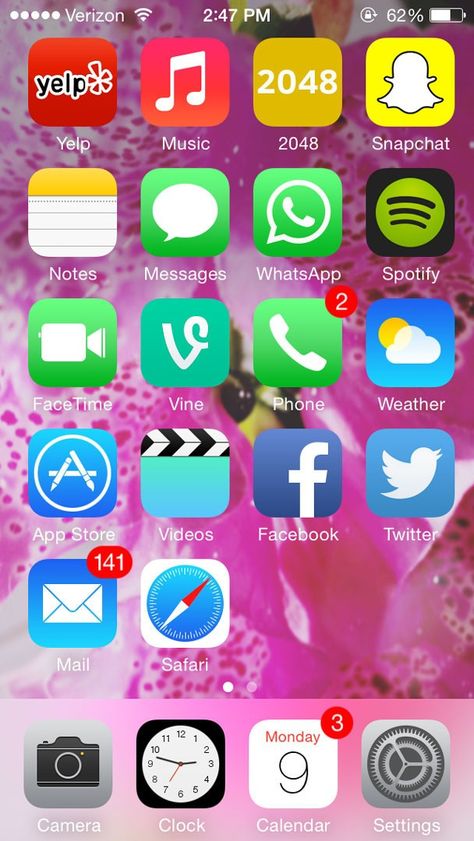 Verizon 2:47 PM 62%
yelp 2048
Yelp Music 2048 Snapchat
Notes Messages WhatsApp Spotify
2
FaceTime Vine Phone Weather
f
App Store Videos Facebook Twitter
141
Mail Safari
3
Monday
9
Camera Clock Calendar Settings